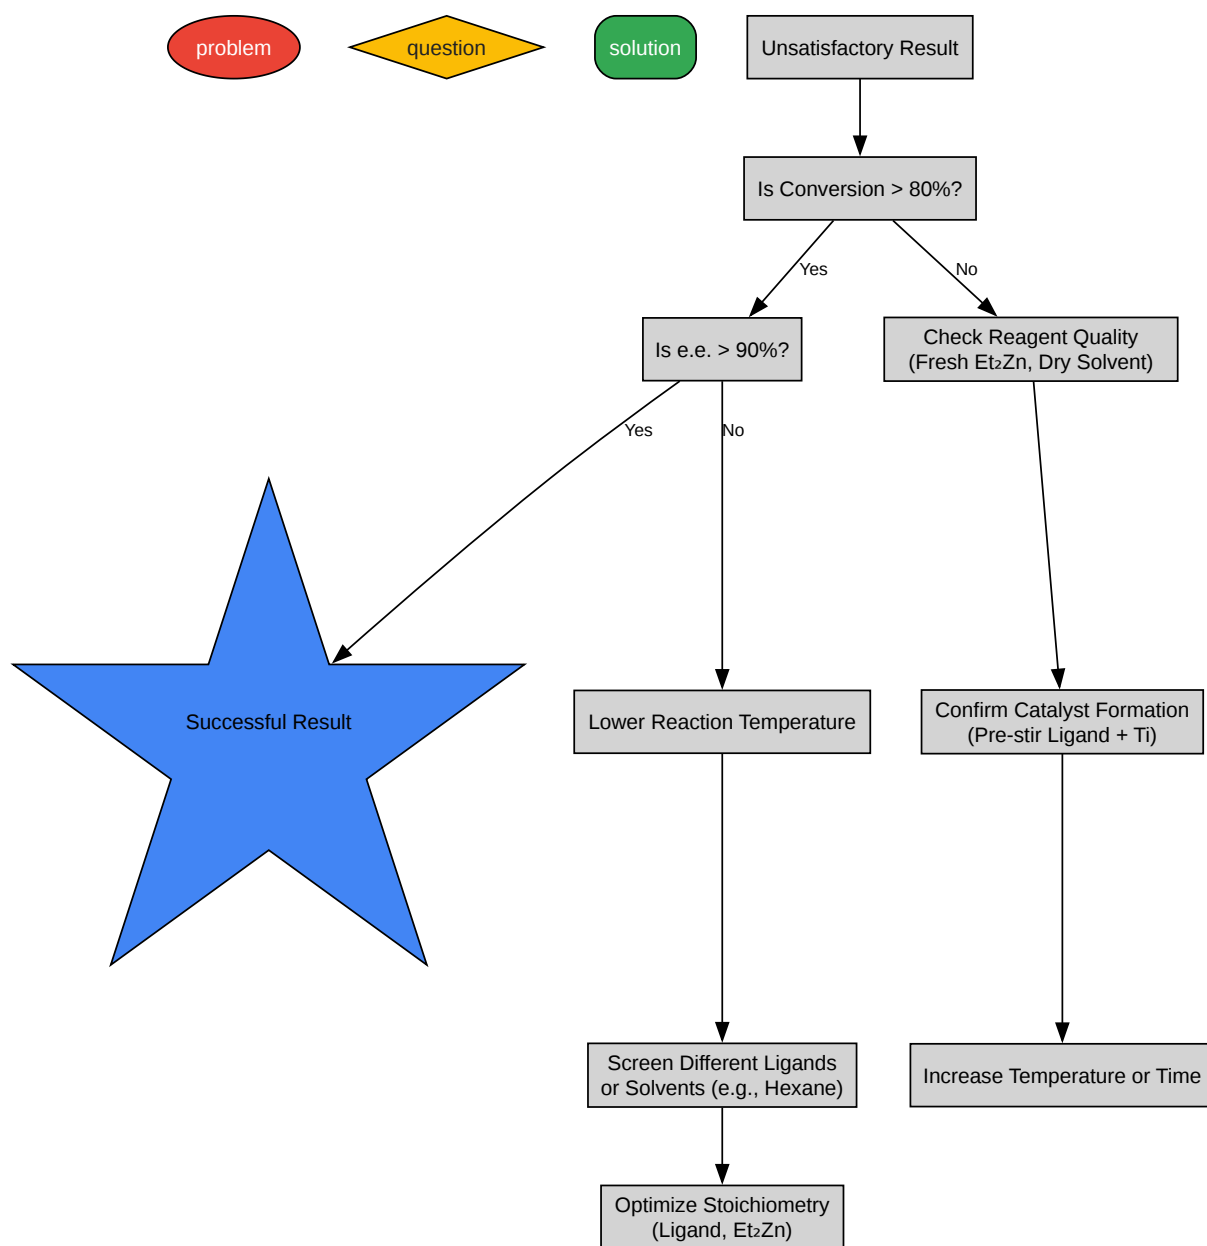 problem
question
solution
Unsatisfactory Result
Is Conversion > 80%?
Yes
No
Is e.e. > 90%?
Check Reagent Quality
(Fresh Et₂Zn, Dry Solvent)
Yes
No
Successful Result
Lower Reaction Temperature
Confirm Catalyst Formation
(Pre-stir Ligand + Ti)
Screen Different Ligands
or Solvents (e.g., Hexane)
Increase Temperature or Time
Optimize Stoichiometry
(Ligand, Et₂Zn)